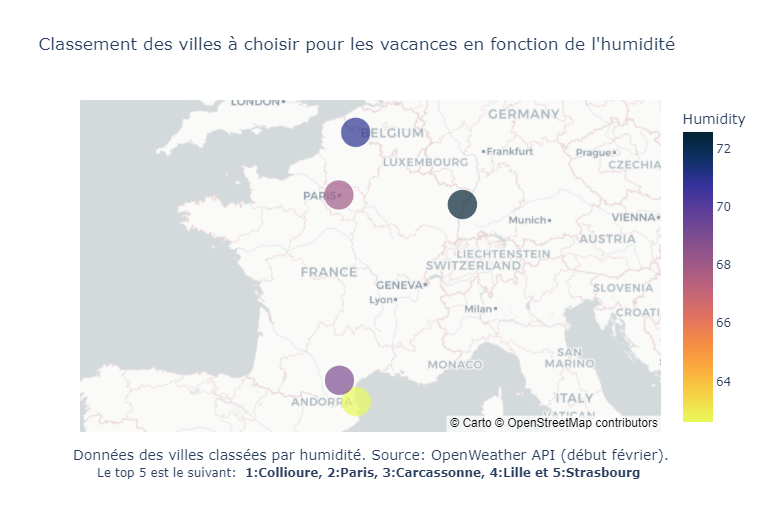 Classement des villes à choisir pour les vacances en fonction de l'humidité
Humidity
72
70
68
66
64
LONDON
BELGIUM
GERMANY
LUXEMBOURG
Frankfurt
Prague
CZECHIA
PARIS
Munich
VIENNA
AUSTRIA
LIECHTENSTEIN
SWITZERLAND
FRANCE
GENEVA
Lyon
SLOVENIA
Milan
CROATI
SAN
MARINO
MONACO
ANDORRA
ITALY
VATICAN
© Carto © OpenStreetMap contributors
Données des villes classées par humidité. Source: OpenWeather API (début février).
Le top 5 est le suivant: 1:Collioure, 2:Paris, 3:Carcassonne, 4:Lille et 5:Strasbourg